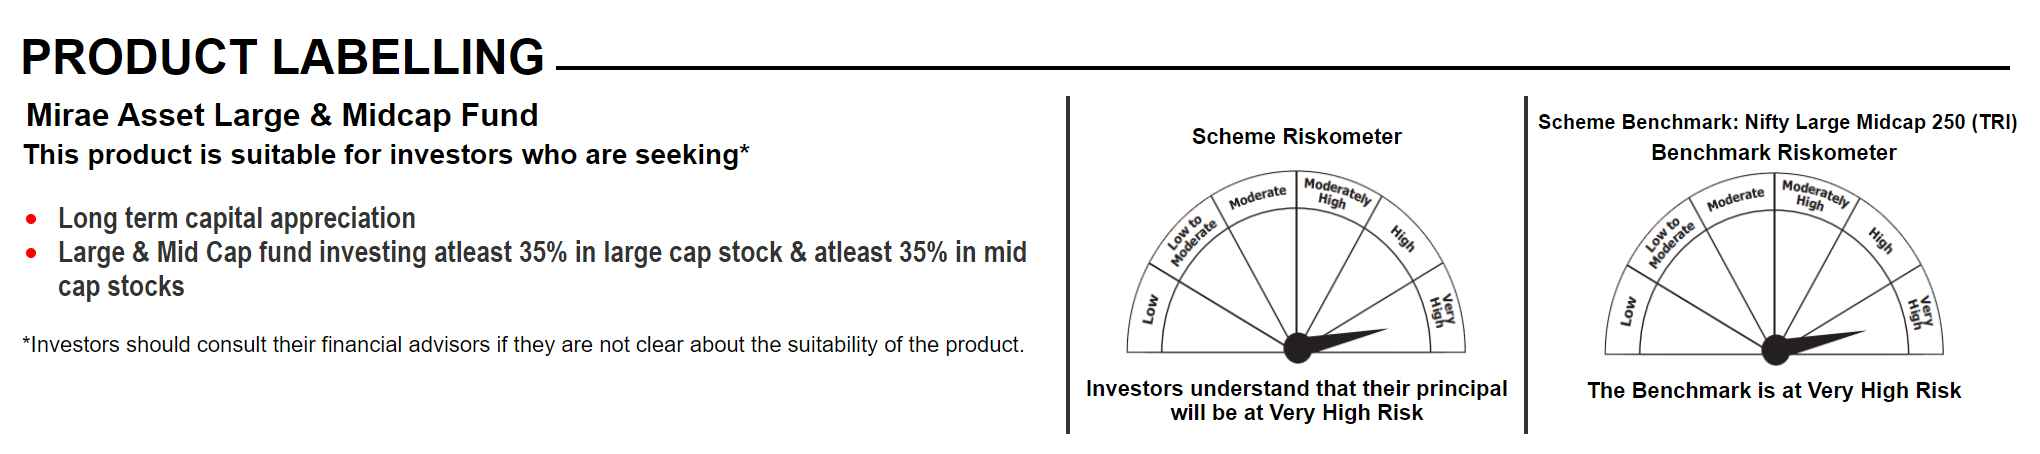 PRODUCT LABELLING
Mirae Asset Large & Midcap Fund
This product is suitable for investors who are seeking*
• Long term capital appreciation
• Large & Mid Cap fund investing atleast 35% in large cap stock & atleast 35% in mid
cap stocks
*Investors should consult their financial advisors if they are not clear about the suitability of the product.
Scheme Riskometer
Low
Low to
Moderate
Moderate
Moderately
High
High
Very
High
Investors understand that their principal
will be at Very High Risk
Scheme Benchmark: Nifty Large Midcap 250 (TRI)
Benchmark Riskometer
Low
Low to
Moderate
Moderate
Moderately
High
High
Very
High
The Benchmark is at Very High Risk